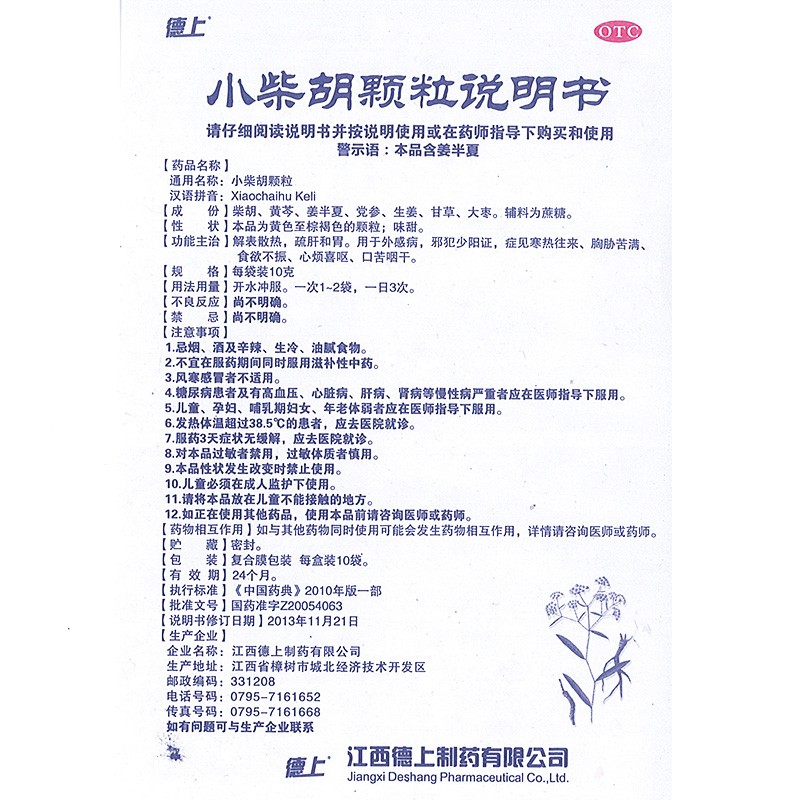 德上
OTC
小柴胡颗粒说明书
请仔细阅读说明书并按说明使用或在药师指导下购买和使用
警示语：本品含姜半夏
【药品名称】
通用名称：小柴胡颗粒
汉语拼音：Xiaochaihu Keli
【成　　份】柴胡、黄芩、姜半夏、党参、生姜、甘草、大枣。辅料为蔗糖。
【性　　状】本品为黄色至棕褐色的颗粒；味甜。
【功能主治】解表散热，疏肝和胃。用于外感病，邪犯少阳证，症见寒热往来、胸胁苦满、
食欲不振、心烦喜呕、口苦咽干。
【规　　格】每袋装10克
【用法用量】开水冲服。一次1~2袋，一日3次。
【不良反应】尚不明确。
【禁　　忌】尚不明确。
【注意事项】
1.忌烟、酒及辛辣、生冷、油腻食物。
2.不宜在服药期间同时服用滋补性中药。
3.风寒感冒者不适用。
4.糖尿病患者及有高血压、心脏病、肝病、肾病等慢性病严重者应在医师指导下服用。
5.儿童、孕妇、哺乳期妇女、年老体弱者应在医师指导下服用。
6.发热体温超过38.5℃的患者，应去医院就诊。
7.服药3天症状无缓解，应去医院就诊。
8.对本品过敏者禁用，过敏体质者慎用。
9.本品性状发生改变时禁止使用。
10.儿童必须在成人监护下使用。
11.请将本品放在儿童不能接触的地方。
12.如正在使用其他药品，使用本品前请咨询医师或药师。
【药物相互作用】如与其他药物同时使用可能会发生药物相互作用，详情请咨询医师或药师。
【贮　　藏】密封。
【包　　装】复合膜包装 每盒装10袋。
【有 效 期】24个月。
【执行标准】《中国药典》2010年版一部
【批准文号】国药准字Z20054063
【说明书修订日期】2013年11月21日
【生产企业】
企业名称：江西德上制药有限公司
生产地址：江西省樟树市城北经济技术开发区
邮政编码：331208
电话号码：0795-7161652
传真号码：0795-7161668
如有问题可与生产企业联系
德上 江西德上制药有限公司
Jiangxi Deshang Pharmaceutical Co.,Ltd.